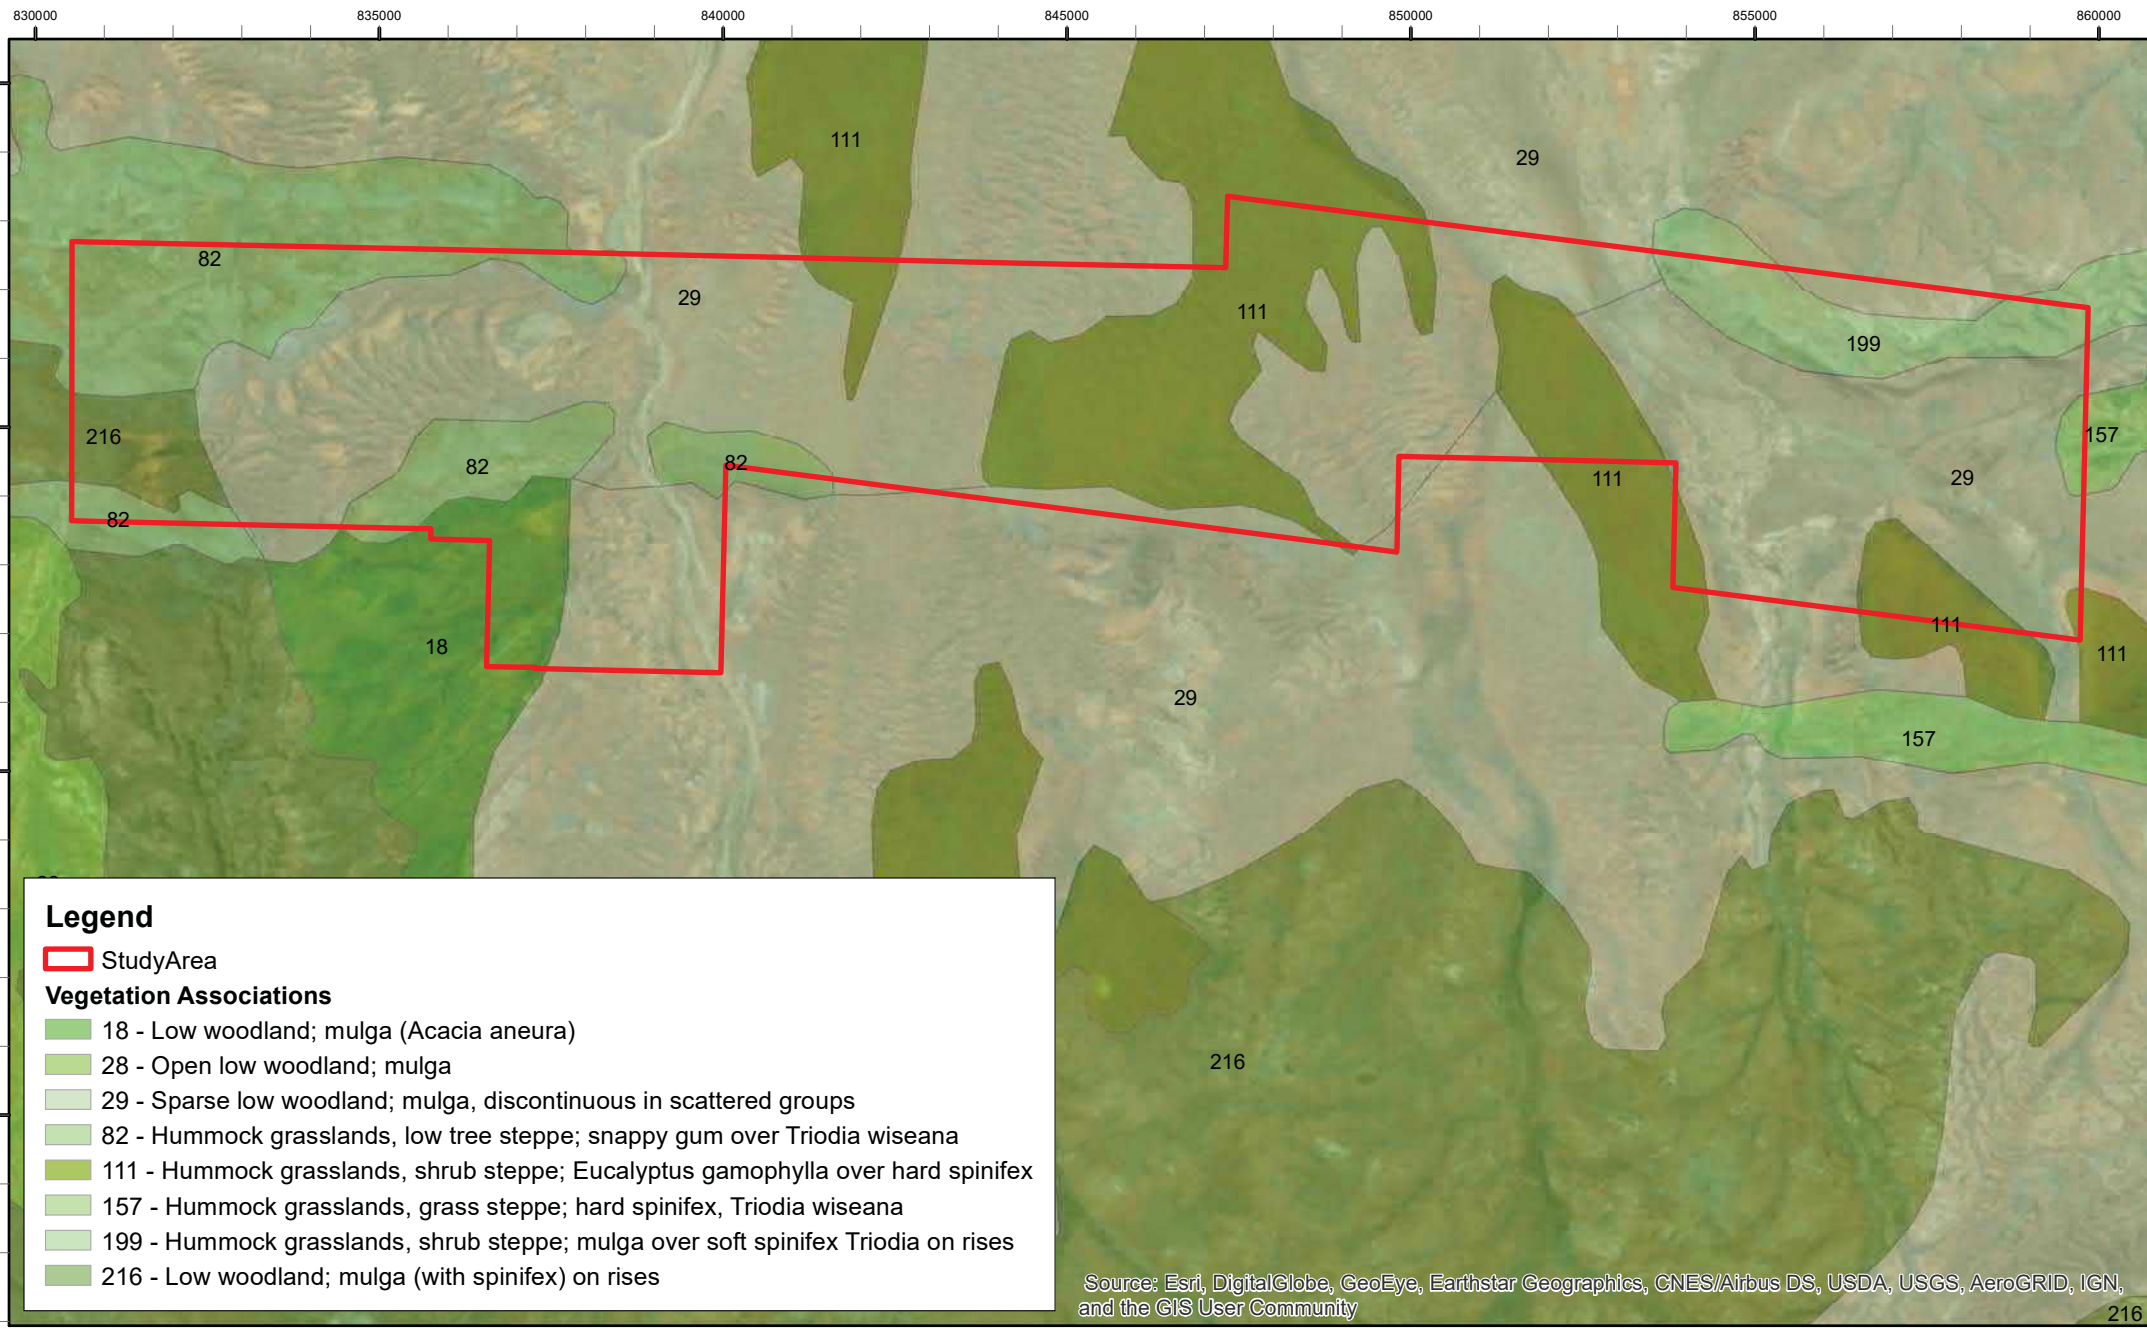 830000 835000 840000 845000 850000 855000 860000
111
29
82
29
111
199
216
82
82
157
111
29
82
111
18
111
29
157
Legend
StudyArea
Vegetation Associations
18 - Low woodland; mulga (Acacia aneura)
28 - Open low woodland; mulga
29 - Sparse low woodland; mulga, discontinuous in scattered groups
82 - Hummock grasslands, low tree steppe; snappy gum over Triodia wiseana
111 - Hummock grasslands, shrub steppe; Eucalyptus gamophylla over hard spinifex
157 - Hummock grasslands, grass steppe; hard spinifex, Triodia wiseana
199 - Hummock grasslands, shrub steppe; mulga over soft spinifex Triodia on rises
216 - Low woodland; mulga (with spinifex) on rises
216
Source: Esri, DigitalGlobe, GeoEye, Earthstar Geographics, CNES/Airbus DS, USDA, USGS, AeroGRID, IGN,
and the GIS User Community
216